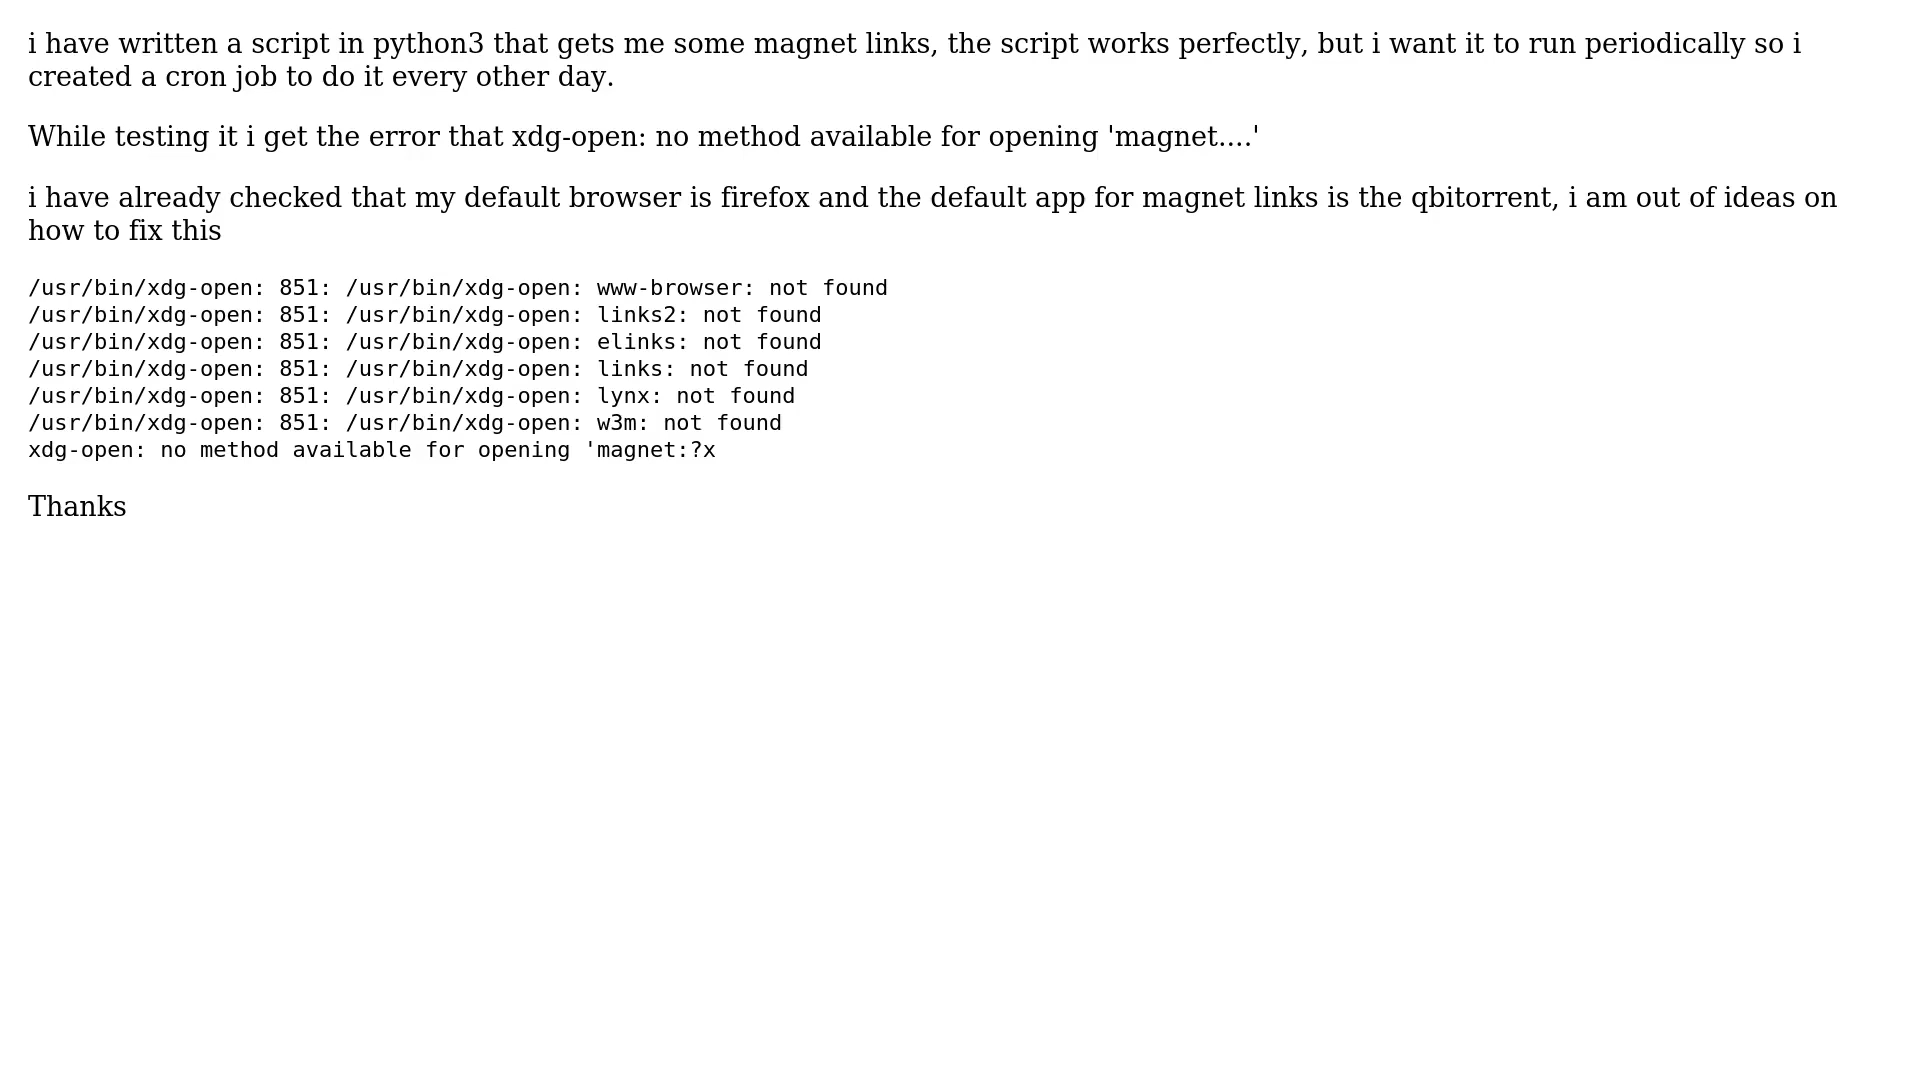 i have written a script in python3 that gets me some magnet links, the script works perfectly, but i want it to run periodically so i
created a cron job to do it every other day.
While testing it i get the error that xdg-open: no method available for opening 'magnet....'
i have already checked that my default browser is firefox and the default app for magnet links is the qbitorrent, i am out of ideas on
how to fix this
/usr/bin/xdg-open: 851: /usr/bin/xdg-open: www-browser: not found
/usr/bin/xdg-open: 851: /usr/bin/xdg-open: links2: not found
/usr/bin/xdg-open: 851: /usr/bin/xdg-open: elinks: not found
/usr/bin/xdg-open: 851: /usr/bin/xdg-open: links: not found
/usr/bin/xdg-open: 851: /usr/bin/xdg-open: lynx: not found
/usr/bin/xdg-open: 851: /usr/bin/xdg-open: w3m: not found
xdg-open: no method available for opening 'magnet:?x
Thanks